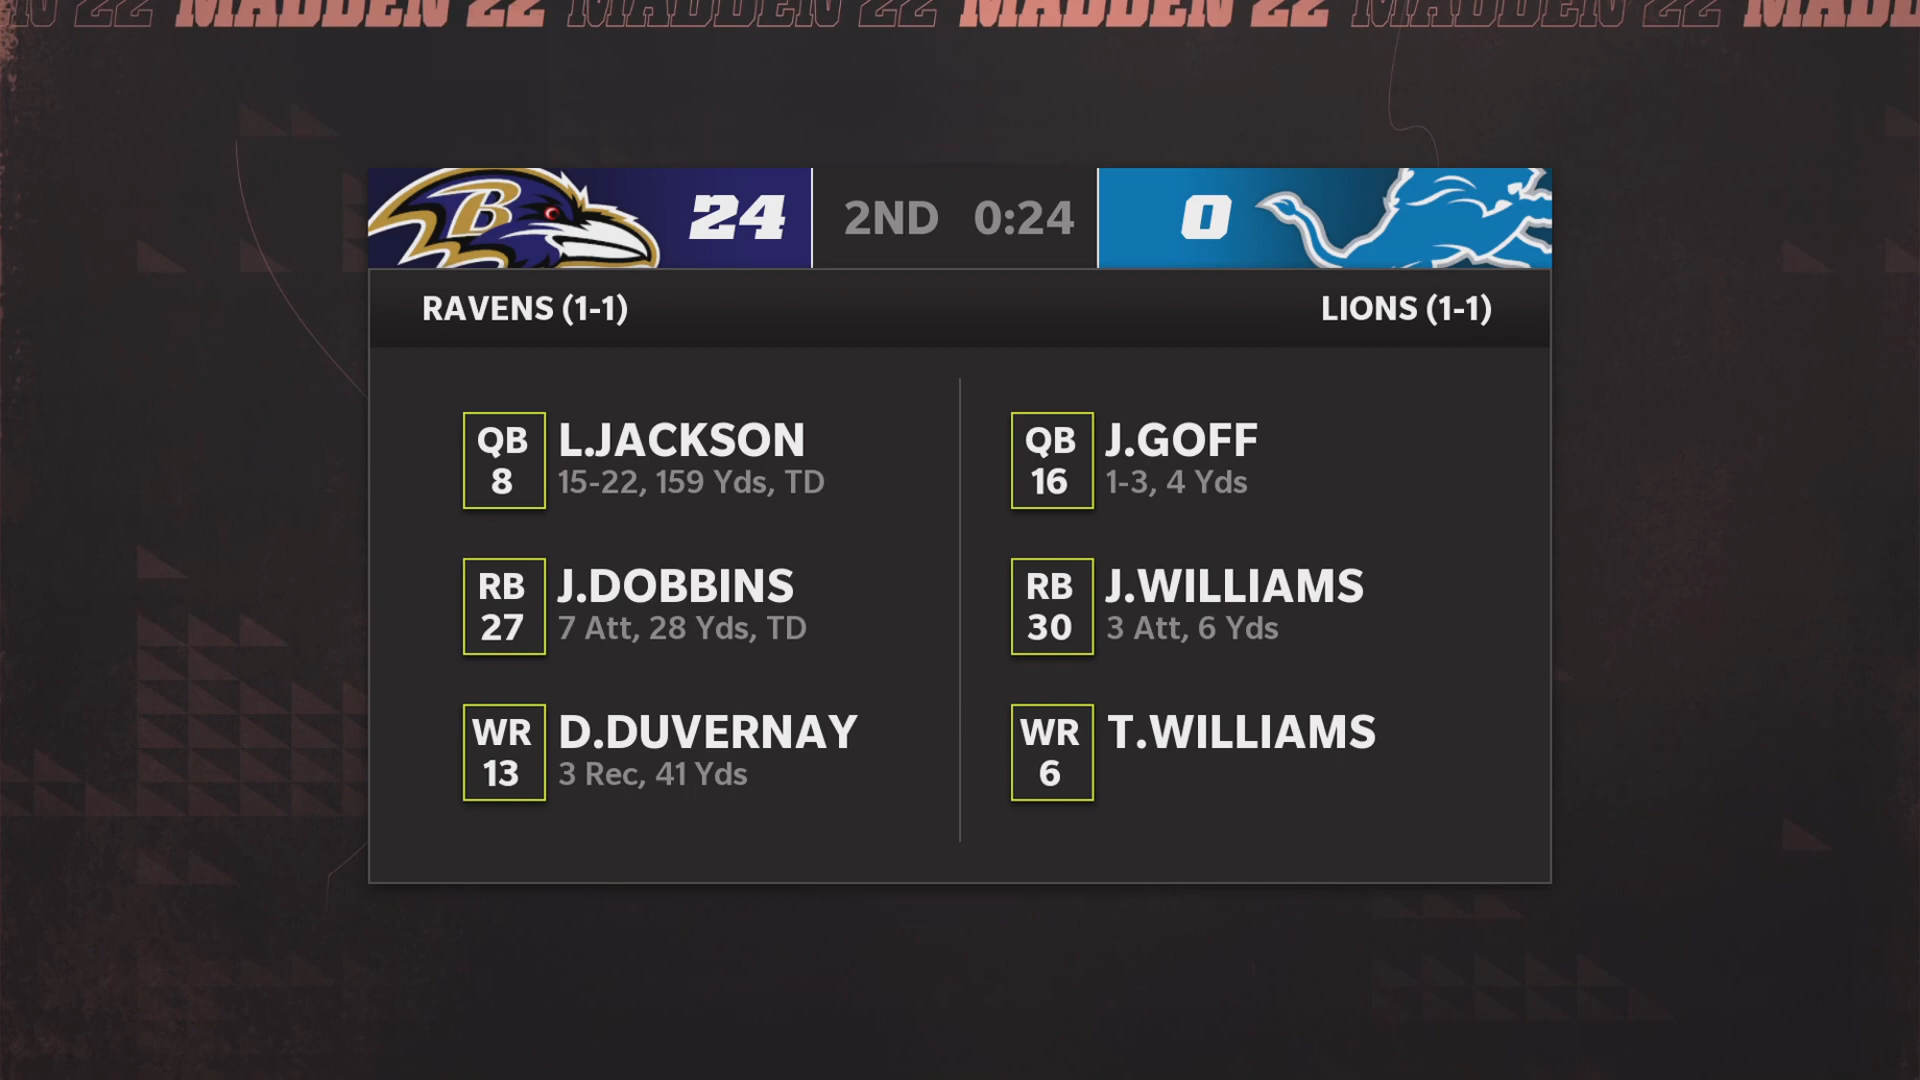 N 22 MADDEN 22 MADDEN 22 MADDEN 22 MADDEN 22 MADD
B
24 2ND 0:24 0
RAVENS (1-1) LIONS (1-1)
QB
8
L.JACKSON
15-22, 159 Yds, TD
QB
16
J.GOFF
1-3, 4 Yds
RB
27
J.DOBBINS
7 Att, 28 Yds, TD
RB
30
J.WILLIAMS
3 Att, 6 Yds
WR
13
D.DUVERNAY
3 Rec, 41 Yds
WR
6
T.WILLIAMS